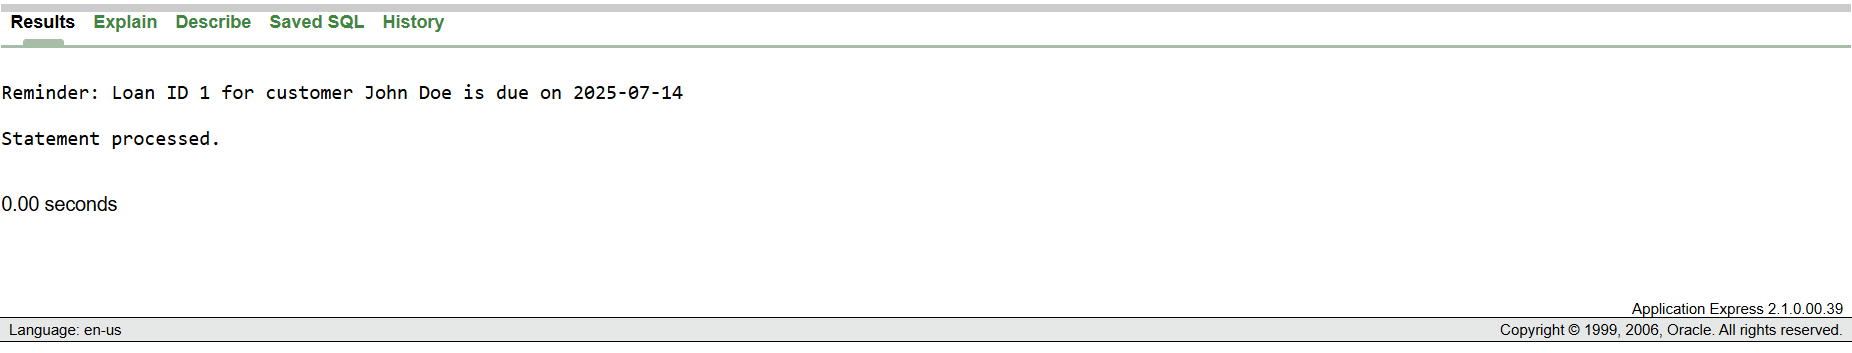 Results Explain Describe Saved SQL History
Reminder: Loan ID 1 for customer John Doe is due on 2025-07-14
Statement processed.
0.00 seconds
Application Express 2.1.0.00.39
Language: en-us Copyright © 1999, 2006, Oracle. All rights reserved.